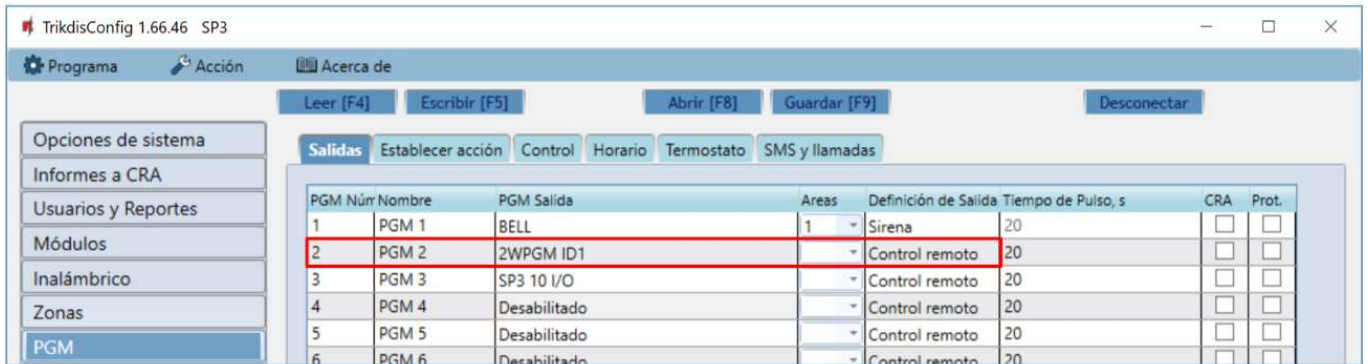 TrikdisConfig 1.66.46 SP3
Programa Acción Acerca de
Leer [F4] Escribir [F5] Abrir [F8] Guardar [F9] Desconectar
Opciones de sistema
Informes a CRA
Usuarios y Reportes
Módulos
Inalámbrico
Zonas
PGM
Salidas Establecer acción Control Horario Termostato SMS y llamadas
PGM Núm Nombre PGM Salida Areas Definición de Salida Tiempo de Pulso, s CRA Prot.
1 PGM 1 BELL 1 Sirena 20
2 PGM 2 2WPGM ID1 Control remoto 20
3 PGM 3 SP3 10 I/O Control remoto 20
4 PGM 4 Desabilitado Control remoto 20
5 PGM 5 Desabilitado Control remoto 20
6 PGM 6 Desabilitado Control remoto 20